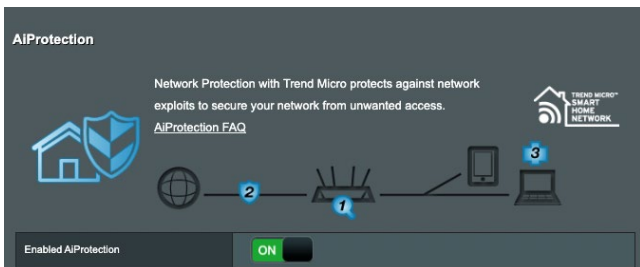 AiProtection
Network Protection with Trend Micro protects against network
exploits to secure your network from unwanted access.
AiProtection FAQ
TREND MICRO™
SMART
HOME
NETWORK
3
2
1
Enabled AiProtection
ON